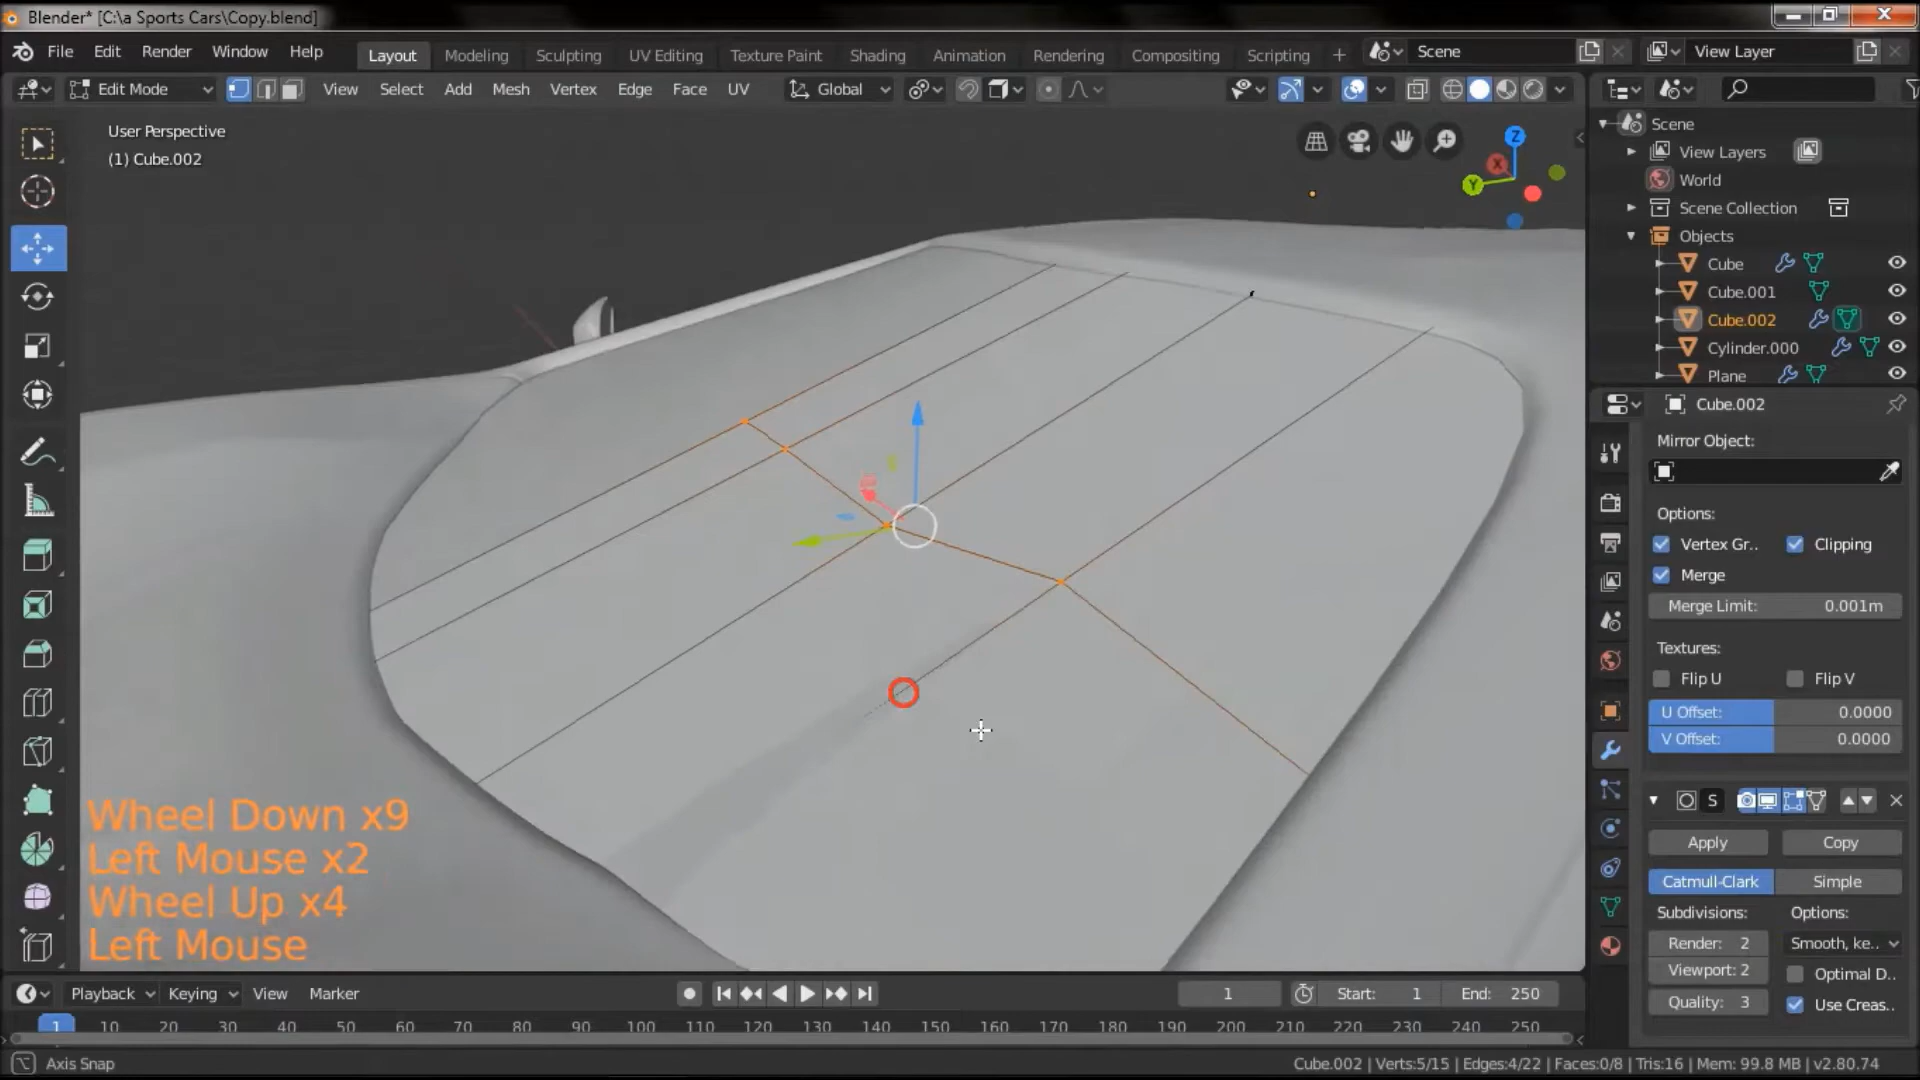 Blender* [C:\a Sports Cars\Copy.blend]
File Edit Render Window Help
Layout Modeling Sculpting UV Editing Texture Paint Shading Animation Rendering Compositing Scripting +
Scene
View Layer
Edit Mode
View Select Add Mesh Vertex Edge Face UV
Global
User Perspective
(1) Cube.002
Z
X
Y
Scene
View Layers
World
Scene Collection
Objects
Cube
Cube.001
Cube.002
Cylinder.000
Plane
Cube.002
Mirror Object:
Options:
Vertex Gr.. Clipping
Merge
Merge Limit: 0.001m
Textures:
Flip U Flip V
U Offset: 0.0000
V Offset: 0.0000
S
Apply Copy
Catmull-Clark Simple
Subdivisions: Options:
Render: 2 Smooth, ke..
Viewport: 2 Optimal D..
Quality: 3 Use Creas..
Wheel Down x9
Left Mouse x2
Wheel Up x4
Left Mouse
Playback Keying View Marker
1 Start: 1 End: 250
1 10 20 30 40 50 60 70 80 90 100 110 120 130 140 150 160 170 180 190 200 210 220 230 240 250
Axis Snap
Cube.002 | Verts:5/15 | Edges:4/22 | Faces:0/8 | Tris:16 | Mem: 99.8 MB | v2.80.74